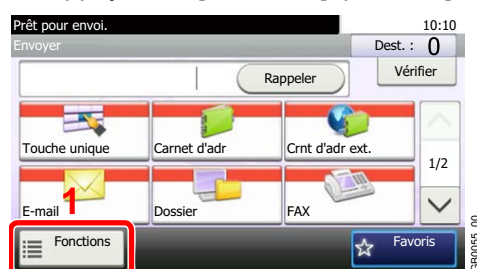 Prêt pour envoi. 10:10
Envoyer Dest. : 0
Rappeler Vérifier
Touche unique Carnet d'adr Crnt d'adr ext.
1/2
1
E-mail Dossier FAX
Fonctions Favoris
GB0055_00